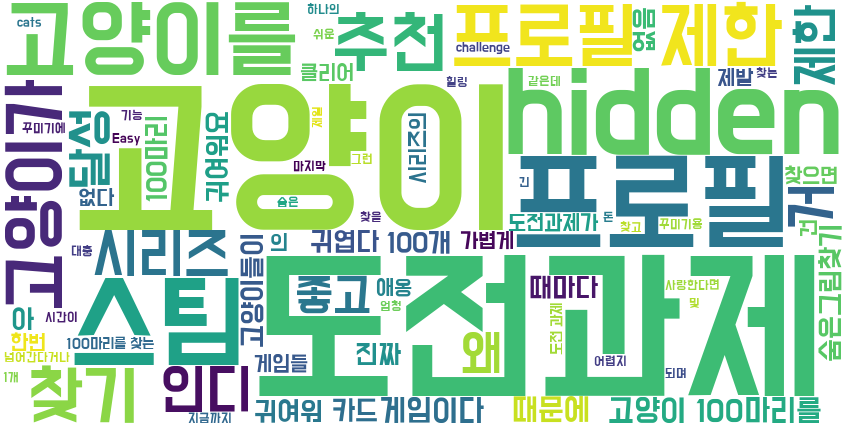 cats
고양이를
하나의
쉬운
추천
클리어
프로필
challenge
힐링
없음
제한
제한
같은데
제발
찾는
고양이가
꾸미기에
달성
없다
기능
Easy
100마리
귀여워요
고양이
실제
마지막
그런
시리즈의
hidden
긴
프로필
돈
거
찾으면
건
숨은
찾을
도전과제가
찾고
꾸미기용
대충
시리즈
고양이들이
의
귀엽다
100개
가볍게
숨은그림찾기
아
시간이
스팀
좋고
애옹
엄청
도전과제
때마다
사랑한다면
및
한번
100마리를 찾는
넘어간다거나
1개
찾기
인디
게임들
진짜
왜
도전 과제
어렵지
되며
지금까지
귀여워
카드
게임이다
때문에
고양이 100마리를